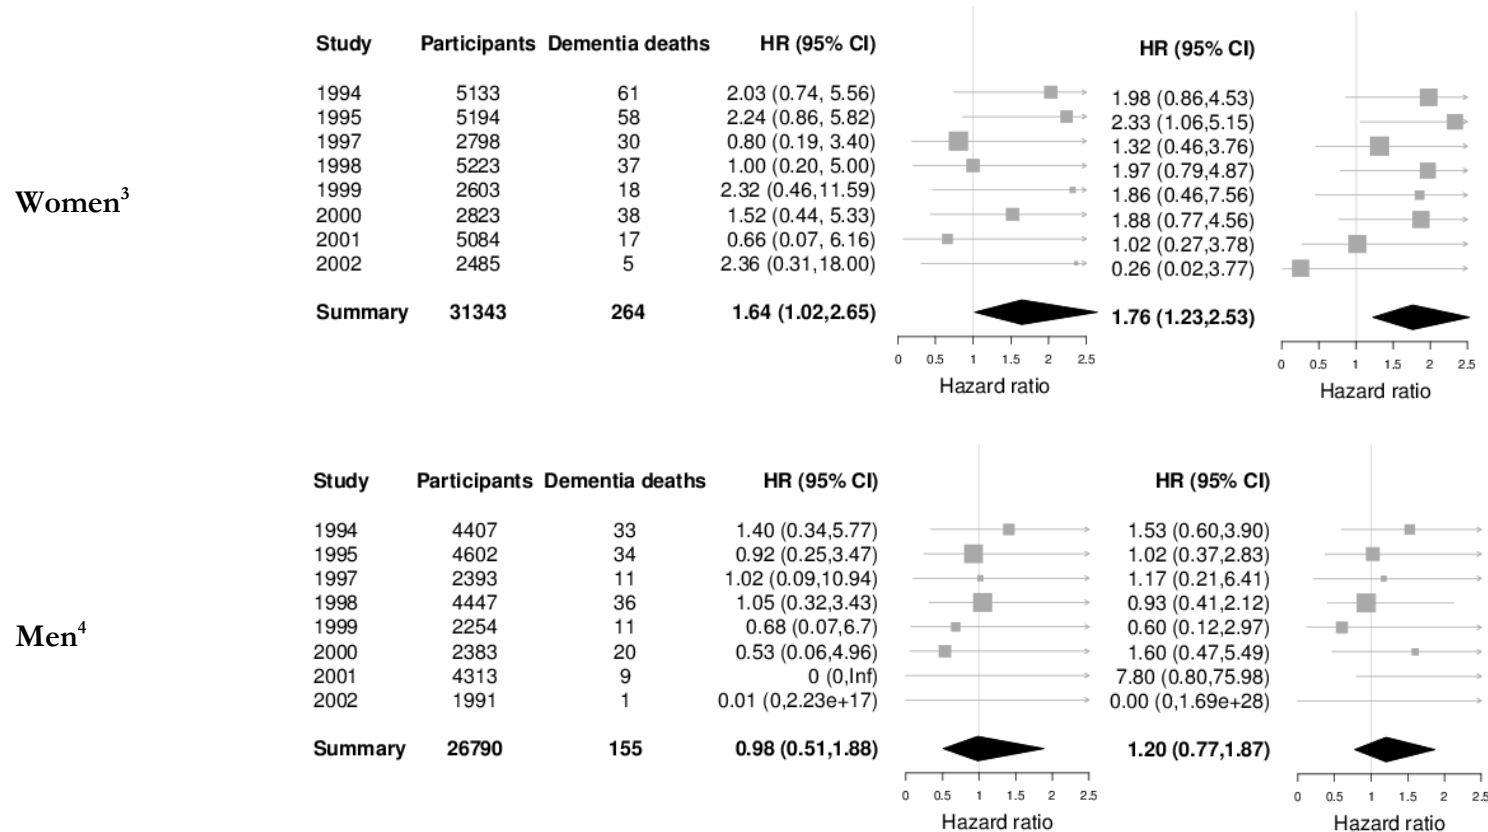 Study Participants Dementia deaths HR (95% CI) HR (95% CI)
1994 5133 61 2.03 (0.74, 5.56) 1.98 (0.86,4.53)
1995 5194 58 2.24 (0.86, 5.82) 2.33 (1.06,5.15)
1997 2798 30 0.80 (0.19, 3.40) 1.32 (0.46,3.76)
1998 5223 37 1.00 (0.20, 5.00) 1.97 (0.79,4.87)
Women³ 1999 2603 18 2.32 (0.46,11.59) 1.86 (0.46,7.56)
2000 2823 38 1.52 (0.44, 5.33) 1.88 (0.77,4.56)
2001 5084 17 0.66 (0.07, 6.16) 1.02 (0.27,3.78)
2002 2485 5 2.36 (0.31,18.00) 0.26 (0.02,3.77)
Summary 31343 264 1.64 (1.02,2.65) 1.76 (1.23,2.53)
0 0.5 1 1.5 2 2.5 0 0.5 1 1.5 2 2.5
Hazard ratio Hazard ratio
Study Participants Dementia deaths HR (95% CI) HR (95% CI)
1994 4407 33 1.40 (0.34,5.77) 1.53 (0.60,3.90)
1995 4602 34 0.92 (0.25,3.47) 1.02 (0.37,2.83)
1997 2393 11 1.02 (0.09,10.94) 1.17 (0.21,6.41)
1998 4447 36 1.05 (0.32,3.43) 0.93 (0.41,2.12)
Men⁴ 1999 2254 11 0.68 (0.07,6.7) 0.60 (0.12,2.97)
2000 2383 20 0.53 (0.06,4.96) 1.60 (0.47,5.49)
2001 4313 9 0 (0,Inf) 7.80 (0.80,75.98)
2002 1991 1 0.01 (0,2.23e+17) 0.00 (0,1.69e+28)
Summary 26790 155 0.98 (0.51,1.88) 1.20 (0.77,1.87)
0 0.5 1 1.5 2 2.5 0 0.5 1 1.5 2 2.5
Hazard ratio Hazard ratio